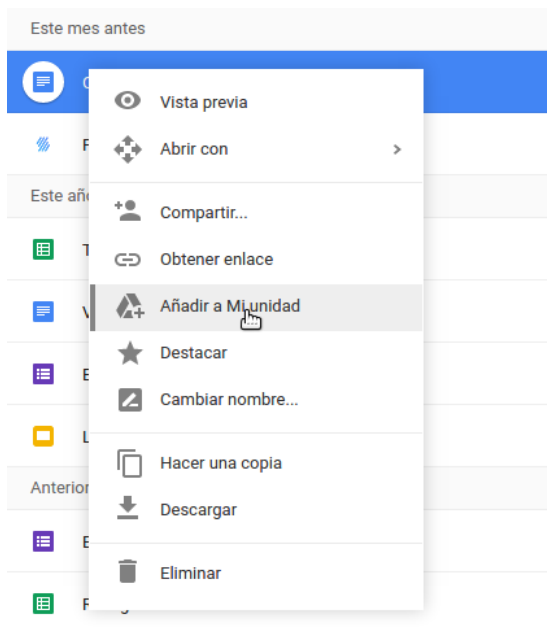 Este mes antes
Vista previa
Abrir con
Compartir...
Este añ
Obtener enlace
Añadir a Mi unidad
Destacar
Cambiar nombre...
Hacer una copia
Anterior
Descargar
Eliminar